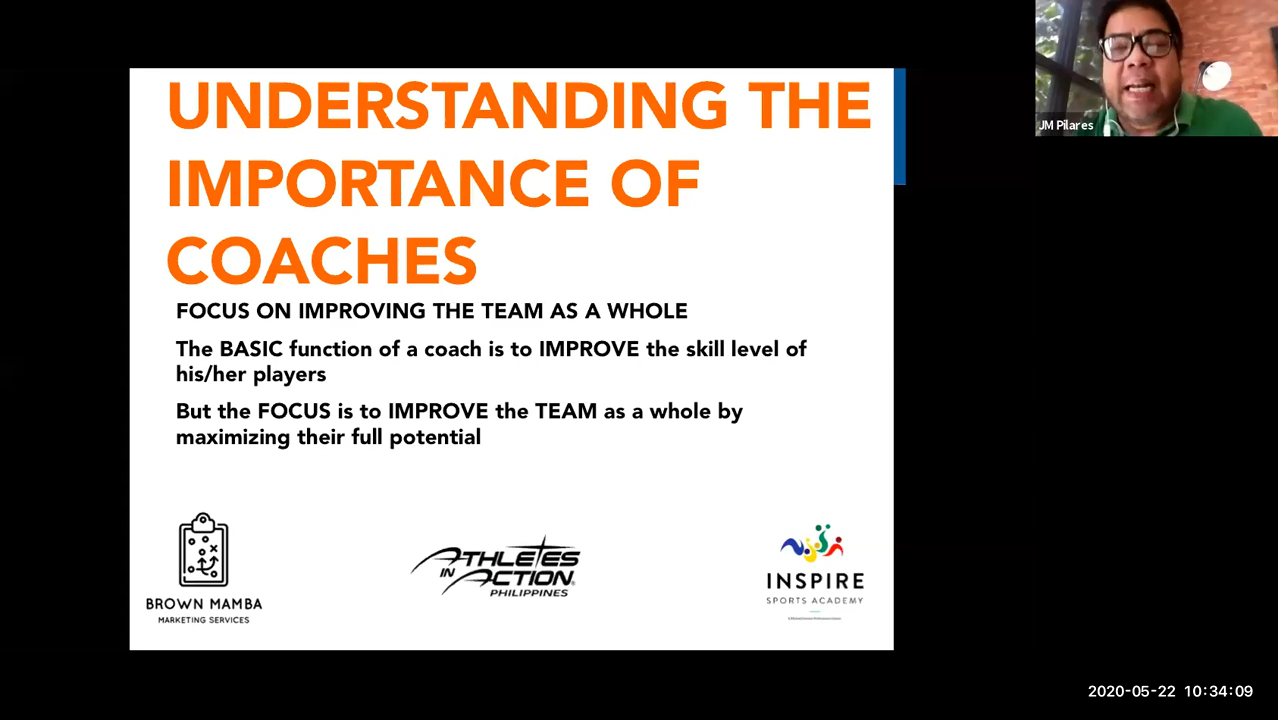 UNDERSTANDING THE
IMPORTANCE OF
COACHES
FOCUS ON IMPROVING THE TEAM AS A WHOLE
The BASIC function of a coach is to IMPROVE the skill level of
his/her players
But the FOCUS is to IMPROVE the TEAM as a whole by
maximizing their full potential
BROWN MAMBA
MARKETING SERVICES
ATHLETES
IN ACTION
PHILIPPINES
INSPIRE
SPORTS ACADEMY
JM Pilares
2020-05-22 10:34:09